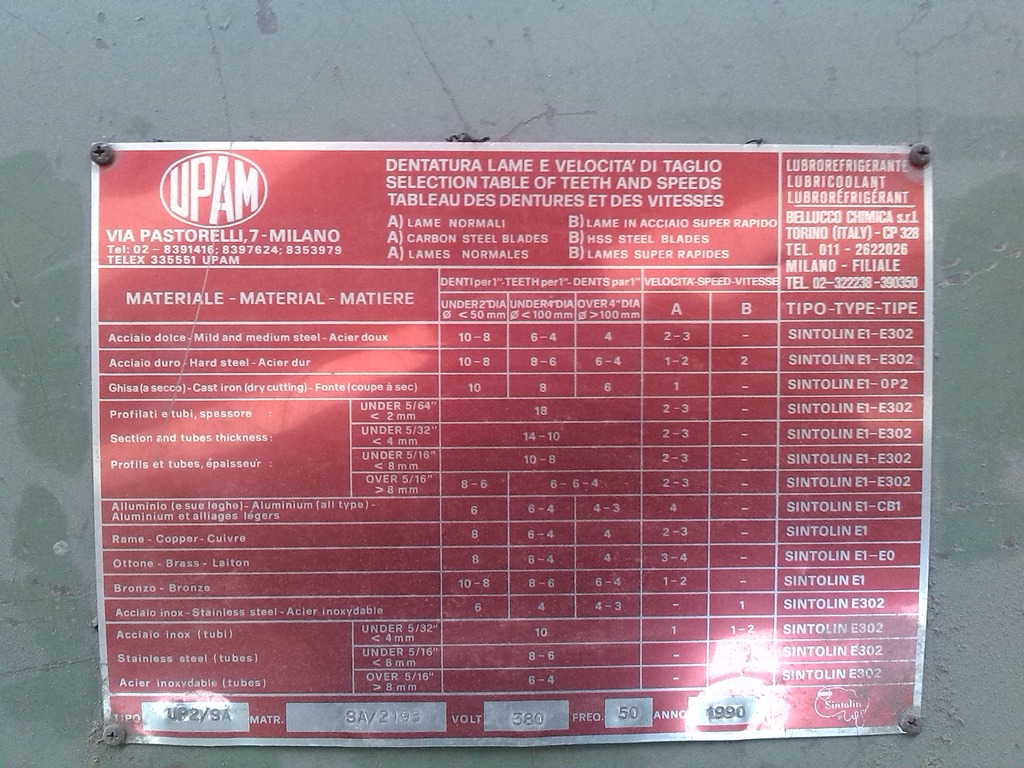 UPAM
VIA PASTORELLI, 7 - MILANO
Tel: 02 - 8391416; 8397624; 8353979
TELEX 335551 UPAM
DENTATURA LAME E VELOCITA' DI TAGLIO
SELECTION TABLE OF TEETH AND SPEEDS
TABLEAU DES DENTURES ET DES VITESSES
A) LAME NORMALI B) LAME IN ACCIAIO SUPER RAPIDO
A) CARBON STEEL BLADES B) HSS STEEL BLADES
A) LAMES NORMALES B) LAMES SUPER RAPIDES
LUBROREFRIGERANTE
LUBRICOOLANT
LUBRORÉFRIGÉRANT
BELLUCCO CHIMICA s.r.l.
TORINO (ITALY) - CP 328
TEL. 011 - 2622026
MILANO - FILIALE
TEL. 02-322238 -390350
MATERIALE - MATERIAL - MATIERE
DENTI per 1"- TEETH per 1"- DENTS par 1" VELOCITA'-SPEED-VITESSE
UNDER 2" DIA UNDER 4" DIA OVER 4" DIA A B TIPO-TYPE-TIPE
Ø < 50 mm Ø < 100 mm Ø > 100 mm
Acciaio dolce - Mild and medium steel - Acier doux 10-8 6-4 4 2-3 - SINTOLIN E1-E302
Acciaio duro - Hard steel - Acier dur 10-8 8-6 6-4 1-2 2 SINTOLIN E1-E302
Ghisa (a secco) - Cast iron (dry cutting) - Fonte (coupe à sec) 10 8 6 1 - SINTOLIN E1-OP2
Profilati e tubi, spessore : UNDER 5/64" < 2 mm 18 2-3 - SINTOLIN E1-E302
Section and tubes thickness: UNDER 5/32" < 4 mm 14-10 2-3 - SINTOLIN E1-E302
Profils et tubes, épaisseur : UNDER 5/16" < 8 mm 10-8 2-3 - SINTOLIN E1-E302
OVER 5/16" > 8 mm 8-6 6-6-4 2-3 - SINTOLIN E1-E302
Alluminio (e sue leghe) - Aluminium (all type) -
Aluminium et alliages légers 6 6-4 4-3 4 - SINTOLIN E1-CB1
Rame - Copper - Cuivre 8 6-4 4 2-3 - SINTOLIN E1
Ottone - Brass - Laiton 8 6-4 4 3-4 - SINTOLIN E1-E0
Bronzo - Bronze 10-8 8-6 6-4 1-2 - SINTOLIN E1
Acciaio inox - Stainless steel - Acier inoxydable 6 4 4-3 - 1 SINTOLIN E302
Acciaio inox (tubi) UNDER 5/32" < 4 mm 10 1 1-2 SINTOLIN E302
Stainless steel (tubes) UNDER 5/16" < 8 mm 8-6 SINTOLIN E302
Acier inoxydable (tubes) OVER 5/16" > 8 mm 6-4 SINTOLIN E302
TIPO UP2/SA MATR. SA/2196 VOLT 380 FREQ. 50 ANNO 1990
Sintolin